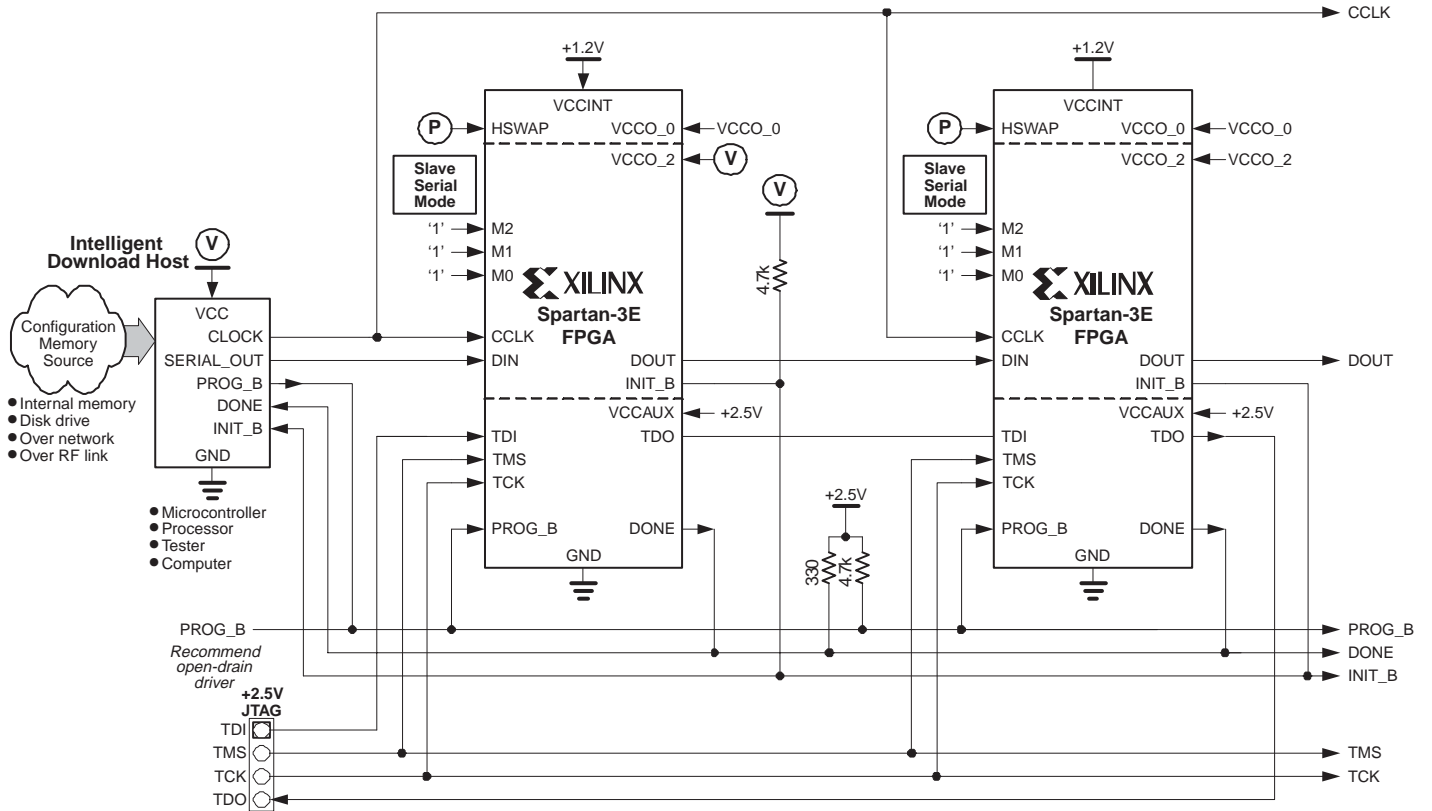 CCLK
+1.2V
+1.2V
VCCINT
VCCINT
P
HSWAP
VCCO_0
VCCO_0
P
HSWAP
VCCO_0
VCCO_0
VCCO_2
V
VCCO_2
VCCO_2
Slave
Serial
Mode
V
Slave
Serial
Mode
'1'
M2
'1'
M2
'1'
M1
'1'
M1
'1'
M0
'1'
M0
Intelligent
Download Host
V
4.7k
XILINX
Spartan-3E
FPGA
XILINX
Spartan-3E
FPGA
Configuration
Memory
Source
VCC
CLOCK
CCLK
CCLK
SERIAL_OUT
DIN
DOUT
DIN
DOUT
DOUT
PROG_B
INIT_B
INIT_B
DONE
INIT_B
GND
● Internal memory
● Disk drive
● Over network
● Over RF link
VCCAUX
+2.5V
VCCAUX
+2.5V
TDI
TDO
TDI
TDO
TMS
TMS
TCK
TCK
● Microcontroller
● Processor
● Tester
● Computer
+2.5V
PROG_B
DONE
PROG_B
DONE
GND
330
4.7k
GND
PROG_B
PROG_B
Recommend
open-drain
driver
DONE
INIT_B
+2.5V
JTAG
TDI
TMS
TMS
TCK
TCK
TDO